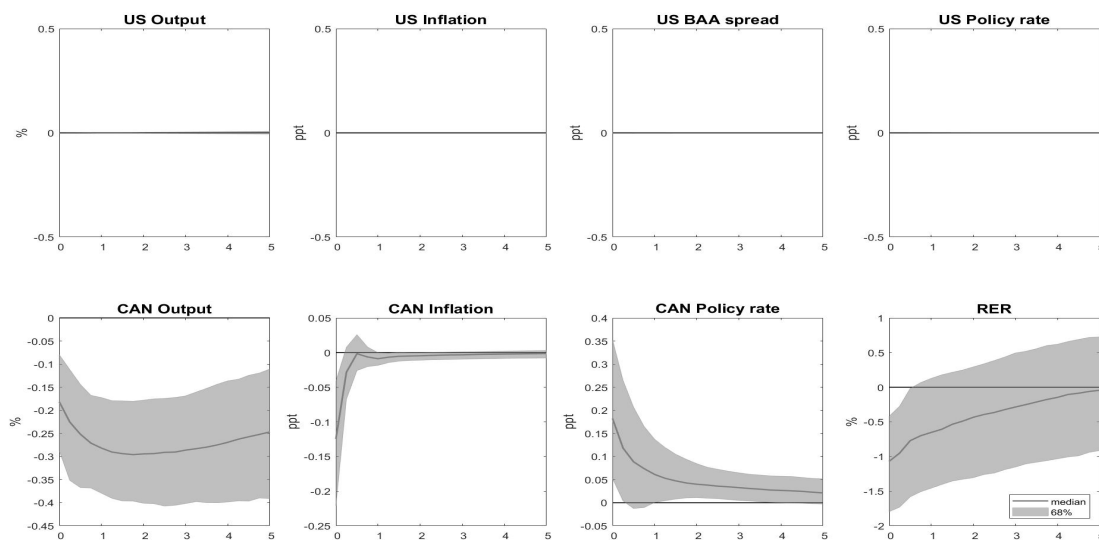 US Output
US Inflation
US BAA spread
US Policy rate
0.5
0.5
0.5
0.5
%
0
ppt
0
ppt
0
ppt
0
-0.5
-0.5
-0.5
-0.5
0 1 2 3 4 5
0 1 2 3 4 5
0 1 2 3 4 5
0 1 2 3 4 5
CAN Output
CAN Inflation
CAN Policy rate
RER
0
-0.05
-0.1
-0.15
-0.2
-0.25
-0.3
-0.35
-0.4
-0.45
%
0 1 2 3 4 5
0.05
0
-0.05
-0.1
-0.15
-0.2
-0.25
ppt
0 1 2 3 4 5
0.4
0.35
0.3
0.25
0.2
0.15
0.1
0.05
0
-0.05
ppt
0 1 2 3 4 5
1
0.5
0
-0.5
-1
-1.5
-2
%
0 1 2 3 4 5
median
68%